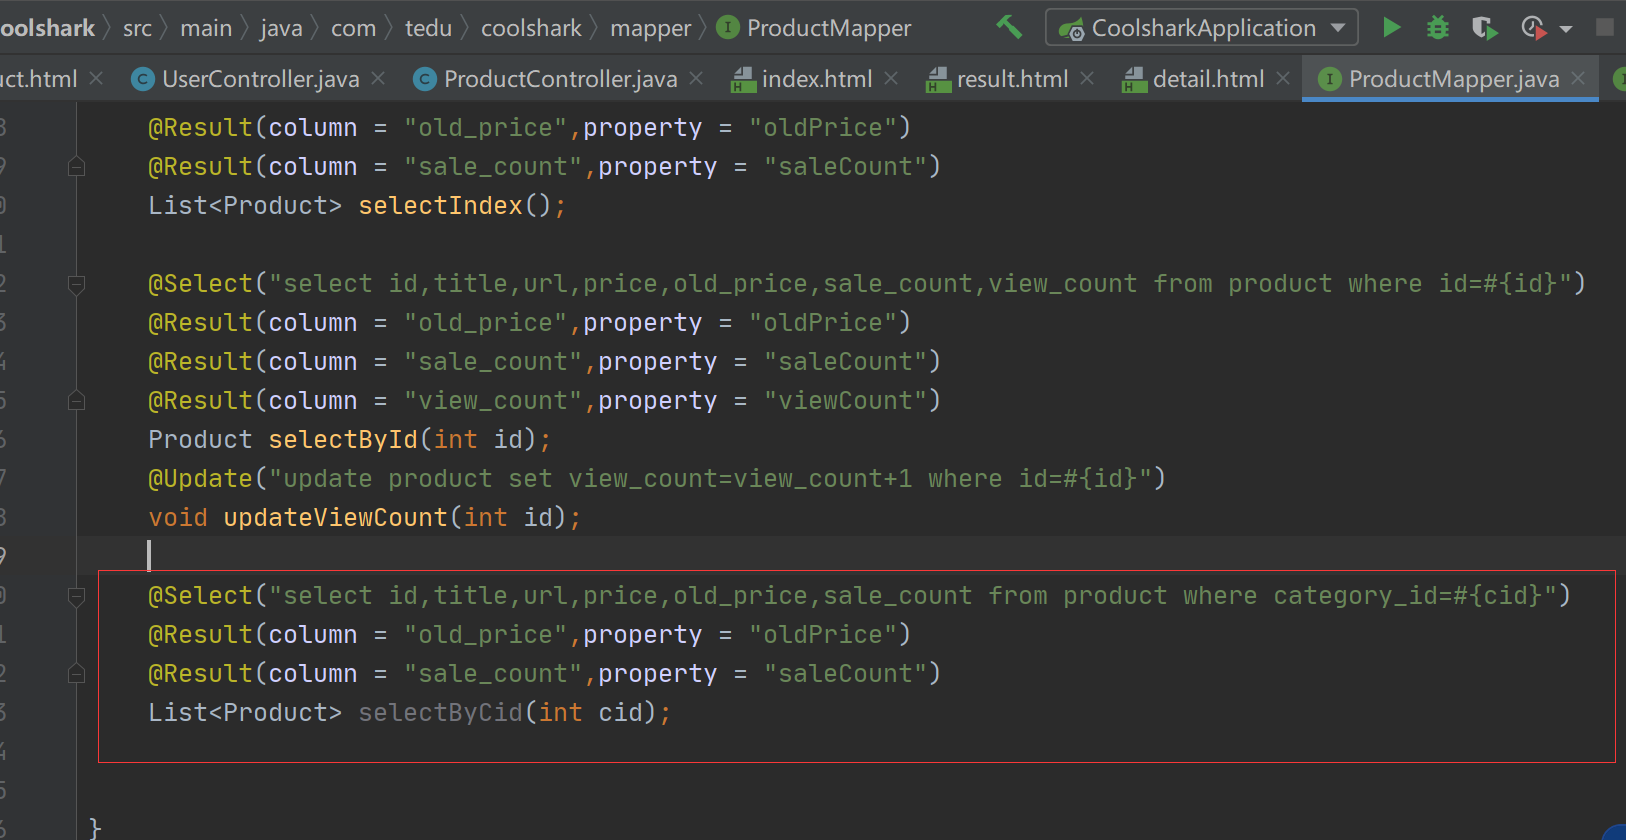 oolshark src main java com tedu coolshark mapper I ProductMapper CoolsharkApplication
uct.html C UserController.java C ProductController.java H index.html H result.html H detail.html I ProductMapper.java
@Result(column = "old_price",property = "oldPrice")
@Result(column = "sale_count",property = "saleCount")
List<Product> selectIndex();
@Select("select id,title,url,price,old_price,sale_count,view_count from product where id=#{id}")
@Result(column = "old_price",property = "oldPrice")
@Result(column = "sale_count",property = "saleCount")
@Result(column = "view_count",property = "viewCount")
Product selectById(int id);
@Update("update product set view_count=view_count+1 where id=#{id}")
void updateViewCount(int id);
@Select("select id,title,url,price,old_price,sale_count from product where category_id=#{cid}")
@Result(column = "old_price",property = "oldPrice")
@Result(column = "sale_count",property = "saleCount")
List<Product> selectByCid(int cid);
}